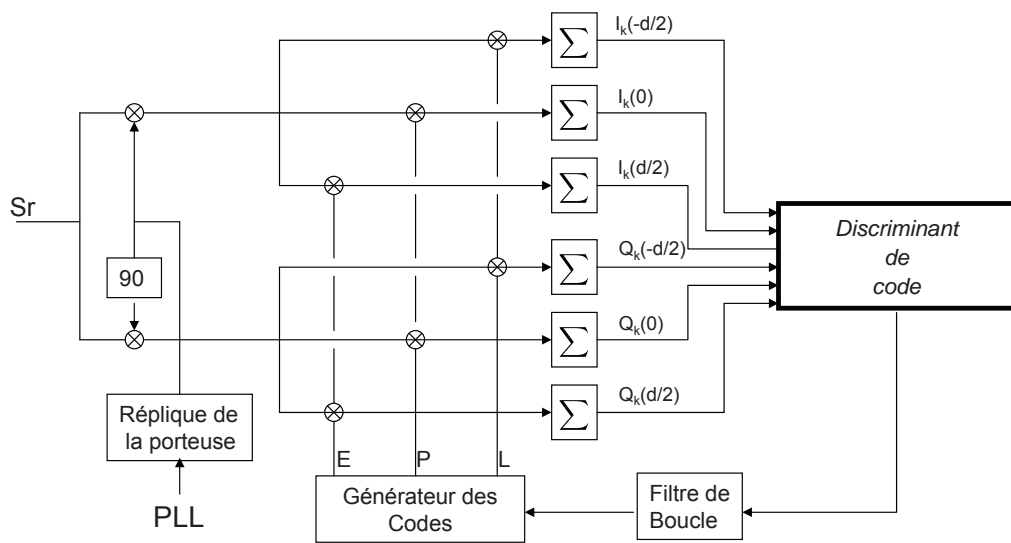 I_k(-d/2)
∑
I_k(0)
∑
I_k(d/2)
∑
Sr
Discriminant
de
code
Q_k(-d/2)
∑
90
Q_k(0)
∑
Q_k(d/2)
∑
Réplique de
la porteuse
E P L
PLL
Générateur des
Codes
Filtre de
Boucle